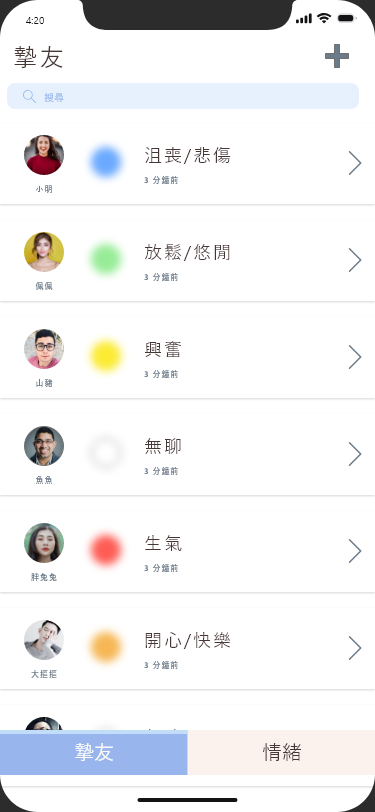 4:20
摯友
搜尋
沮喪/悲傷
3 分鐘前
小明
放鬆/悠閒
3 分鐘前
佩佩
興奮
3 分鐘前
山豬
無聊
3 分鐘前
魚魚
生氣
3 分鐘前
胖兔兔
開心/快樂
3 分鐘前
大摳摳
摯友
情緒